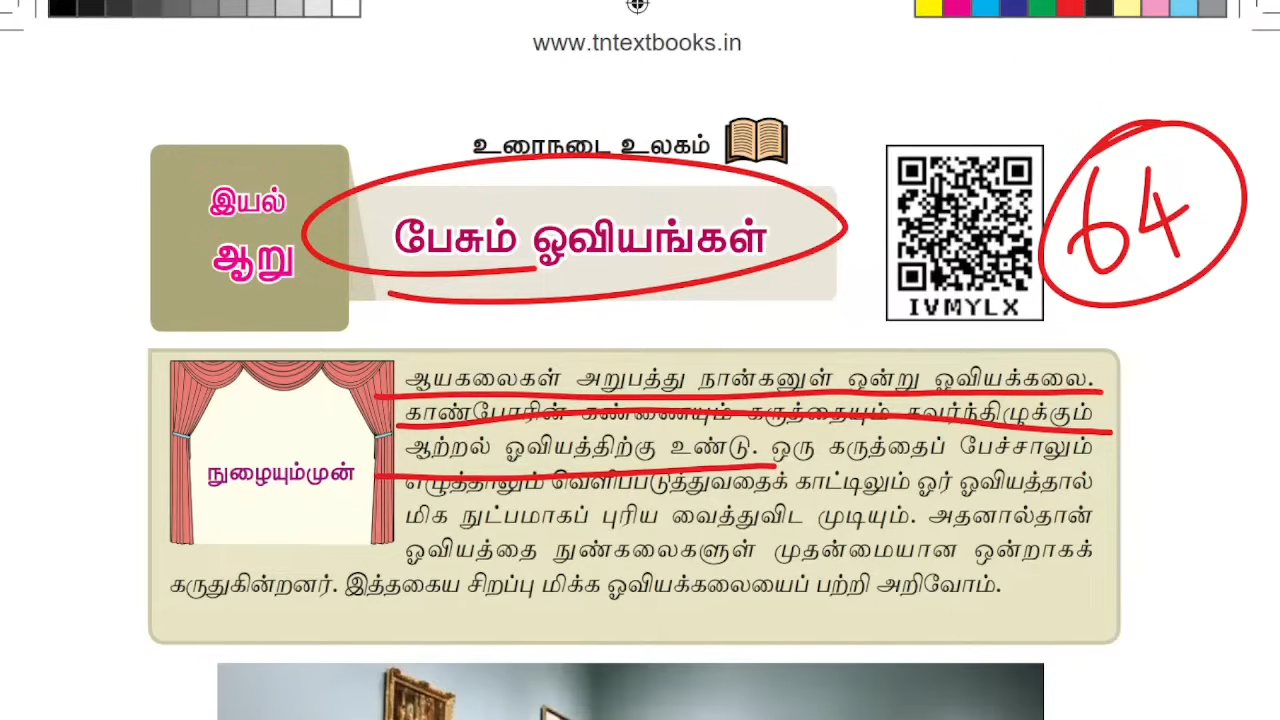 www.tntextbooks.in
உரைநடை உலகம்
இயல்
ஆறு
பேசும் ஓவியங்கள்
64
IVMYLX
நுழையும்முன்
ஆயகலைகள் அறுபத்து நான்கனுள் ஒன்று ஓவியக்கலை.
காண்போரின் கண்ணையும் கருத்தையும் கவர்ந்திழுக்கும்
ஆற்றல் ஓவியத்திற்கு உண்டு. ஒரு கருத்தைப் பேச்சாலும்
எழுத்தாலும் வெளிப்படுத்துவதைக் காட்டிலும் ஓர் ஓவியத்தால்
மிக நுட்பமாகப் புரிய வைத்துவிட முடியும். அதனால்தான்
ஓவியத்தை நுண்கலைகளுள் முதன்மையான ஒன்றாகக்
கருதுகின்றனர். இத்தகைய சிறப்பு மிக்க ஓவியக்கலையைப் பற்றி அறிவோம்.